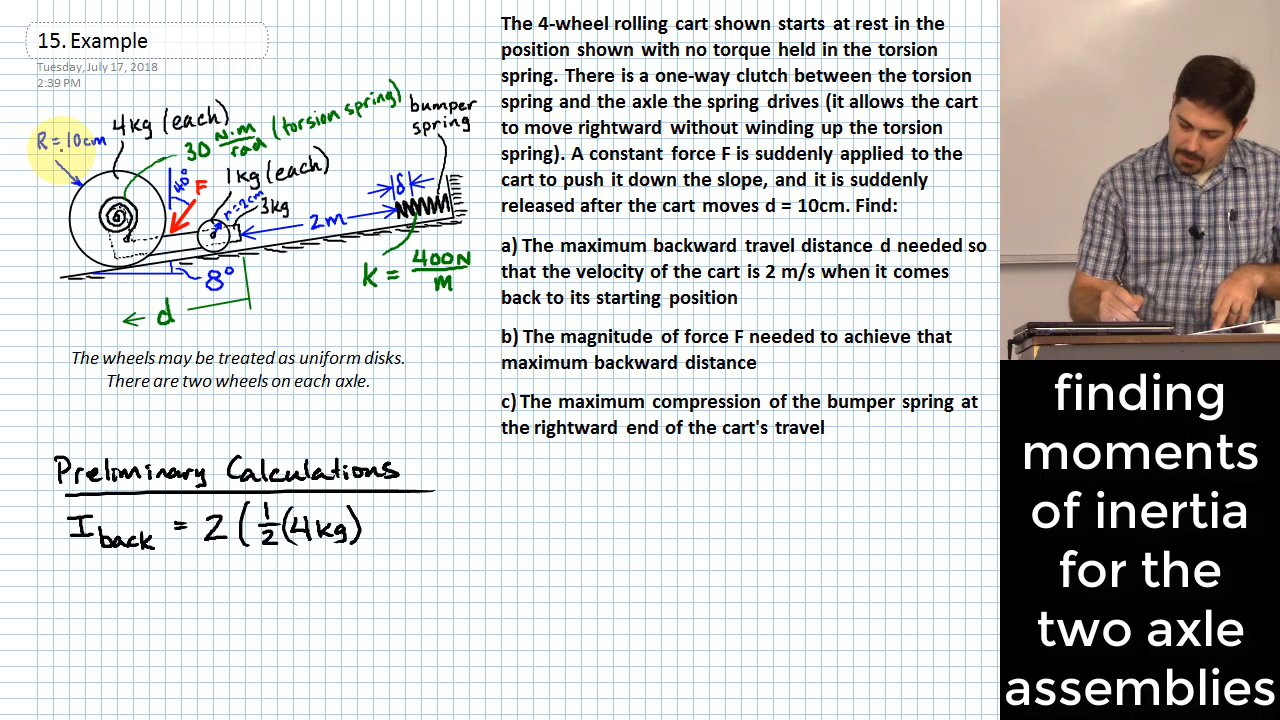 15. Example
Tuesday, July 17, 2018
2:39 PM
R = 10cm
4kg (each)
30 N·m/rad (torsion spring)
bumper
spring
40°
F
1kg (each)
r=2cm
3kg
2m
δ
8°
d
K = 400N/m
The wheels may be treated as uniform disks.
There are two wheels on each axle.
Preliminary Calculations
I back = 2 ( 1/2 (4kg)
The 4-wheel rolling cart shown starts at rest in the
position shown with no torque held in the torsion
spring. There is a one-way clutch between the torsion
spring and the axle the spring drives (it allows the cart
to move rightward without winding up the torsion
spring). A constant force F is suddenly applied to the
cart to push it down the slope, and it is suddenly
released after the cart moves d = 10cm. Find:
a) The maximum backward travel distance d needed so
that the velocity of the cart is 2 m/s when it comes
back to its starting position
b) The magnitude of force F needed to achieve that
maximum backward distance
c) The maximum compression of the bumper spring at
the rightward end of the cart's travel
finding
moments
of inertia
for the
two axle
assemblies